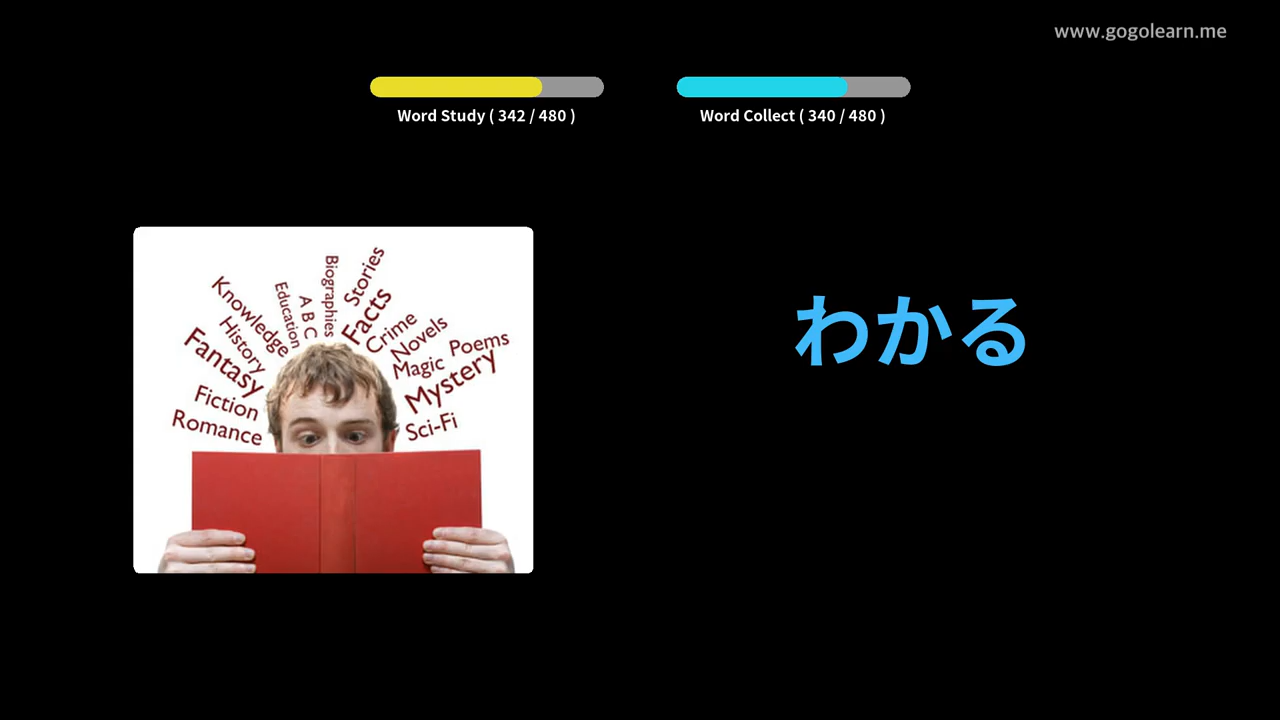 www.gogolearn.me
Word Study ( 342 / 480 )
Word Collect ( 340 / 480 )
Biographies
Stories
Knowledge
Education
A B C
Facts
Crime
History
Novels
Poems
Fantasy
Magic
Mystery
Fiction
Romance
Sci-Fi
わかる